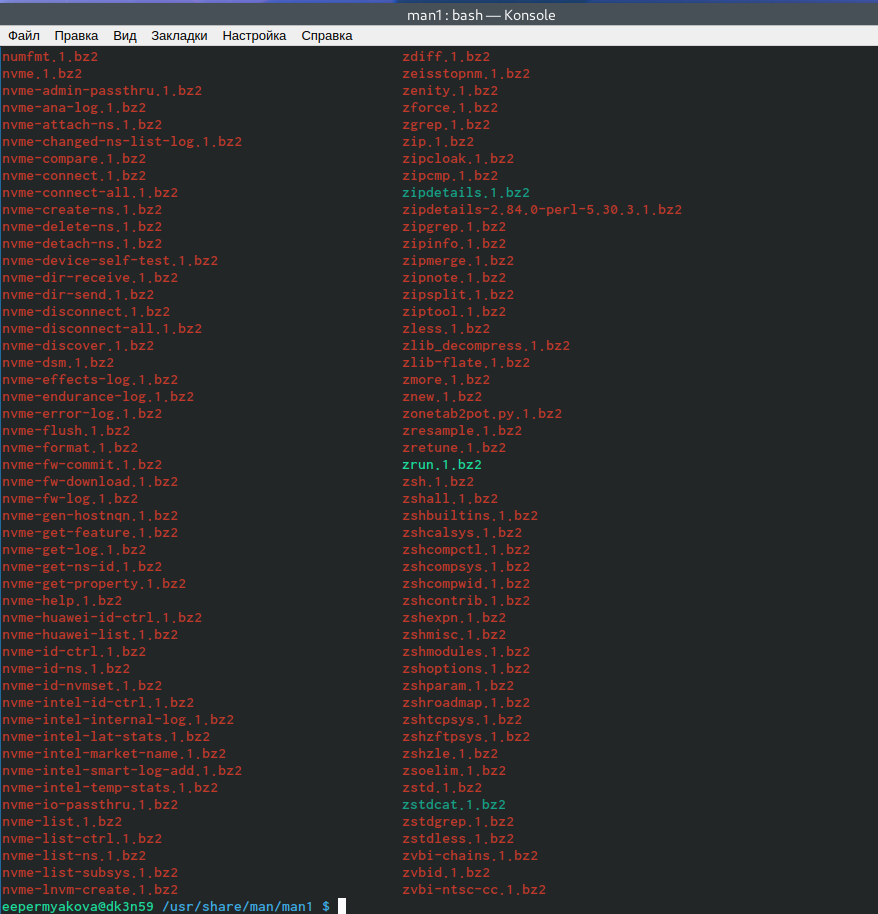 man1 : bash — Konsole
Файл Правка Вид Закладки Настройка Справка
numfmt.1.bz2 zdiff.1.bz2
nvme.1.bz2 zeisstopnm.1.bz2
nvme-admin-passthru.1.bz2 zenity.1.bz2
nvme-ana-log.1.bz2 zforce.1.bz2
nvme-attach-ns.1.bz2 zgrep.1.bz2
nvme-changed-ns-list-log.1.bz2 zip.1.bz2
nvme-compare.1.bz2 zipcloak.1.bz2
nvme-connect.1.bz2 zipcmp.1.bz2
nvme-connect-all.1.bz2 zipdetails.1.bz2
nvme-create-ns.1.bz2 zipdetails-2.84.0-perl-5.30.3.1.bz2
nvme-delete-ns.1.bz2 zipgrep.1.bz2
nvme-detach-ns.1.bz2 zipinfo.1.bz2
nvme-device-self-test.1.bz2 zipmerge.1.bz2
nvme-dir-receive.1.bz2 zipnote.1.bz2
nvme-dir-send.1.bz2 zipsplit.1.bz2
nvme-disconnect.1.bz2 ziptool.1.bz2
nvme-disconnect-all.1.bz2 zless.1.bz2
nvme-discover.1.bz2 zlib_decompress.1.bz2
nvme-dsm.1.bz2 zlib-flate.1.bz2
nvme-effects-log.1.bz2 zmore.1.bz2
nvme-endurance-log.1.bz2 znew.1.bz2
nvme-error-log.1.bz2 zonetab2pot.py.1.bz2
nvme-flush.1.bz2 zresample.1.bz2
nvme-format.1.bz2 zretune.1.bz2
nvme-fw-commit.1.bz2 zrun.1.bz2
nvme-fw-download.1.bz2 zsh.1.bz2
nvme-fw-log.1.bz2 zshall.1.bz2
nvme-gen-hostnqn.1.bz2 zshbuiltins.1.bz2
nvme-get-feature.1.bz2 zshcalsys.1.bz2
nvme-get-log.1.bz2 zshcompctl.1.bz2
nvme-get-ns-id.1.bz2 zshcompsys.1.bz2
nvme-get-property.1.bz2 zshcompwid.1.bz2
nvme-help.1.bz2 zshcontrib.1.bz2
nvme-huawei-id-ctrl.1.bz2 zshexpn.1.bz2
nvme-huawei-list.1.bz2 zshmisc.1.bz2
nvme-id-ctrl.1.bz2 zshmodules.1.bz2
nvme-id-ns.1.bz2 zshoptions.1.bz2
nvme-id-nvmset.1.bz2 zshparam.1.bz2
nvme-intel-id-ctrl.1.bz2 zshroadmap.1.bz2
nvme-intel-internal-log.1.bz2 zshtcpsys.1.bz2
nvme-intel-lat-stats.1.bz2 zshzftpsys.1.bz2
nvme-intel-market-name.1.bz2 zshzle.1.bz2
nvme-intel-smart-log-add.1.bz2 zsoelim.1.bz2
nvme-intel-temp-stats.1.bz2 zstd.1.bz2
nvme-io-passthru.1.bz2 zstdcat.1.bz2
nvme-list.1.bz2 zstdgrep.1.bz2
nvme-list-ctrl.1.bz2 zstdless.1.bz2
nvme-list-ns.1.bz2 zvbi-chains.1.bz2
nvme-list-subsys.1.bz2 zvbid.1.bz2
nvme-lnvm-create.1.bz2 zvbi-ntsc-cc.1.bz2
eepermyakova@dk3n59 /usr/share/man/man1 $